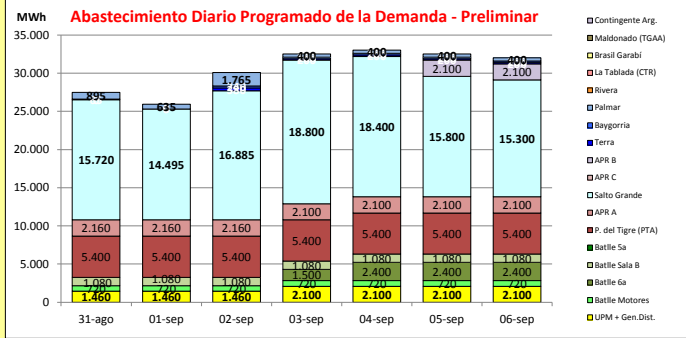 MWh
Abastecimiento Diario Programado de la Demanda - Preliminar
35.000
30.000
25.000
20.000
15.000
10.000
5.000
0
895
635
1.765
400
400
400
400
2.100
2.100
15.720
14.495
16.885
18.800
18.400
15.800
15.300
2.160
2.160
2.160
2.100
2.100
2.100
2.100
5.400
5.400
5.400
5.400
5.400
5.400
5.400
1.080
1.080
1.080
1.080
1.080
1.080
1.080
1.500
2.400
2.400
2.400
720
720
720
720
720
720
720
1.460
1.460
1.460
2.100
2.100
2.100
2.100
31-ago
01-sep
02-sep
03-sep
04-sep
05-sep
06-sep
Contingente Arg.
Maldonado (TGAA)
Brasil Garabí
La Tablada (CTR)
Rivera
Palmar
Baygorria
Terra
APR B
APR C
Salto Grande
APR A
P. del Tigre (PTA)
Batlle 5a
Batlle Sala B
Batlle 6a
Batlle Motores
UPM + Gen.Dist.